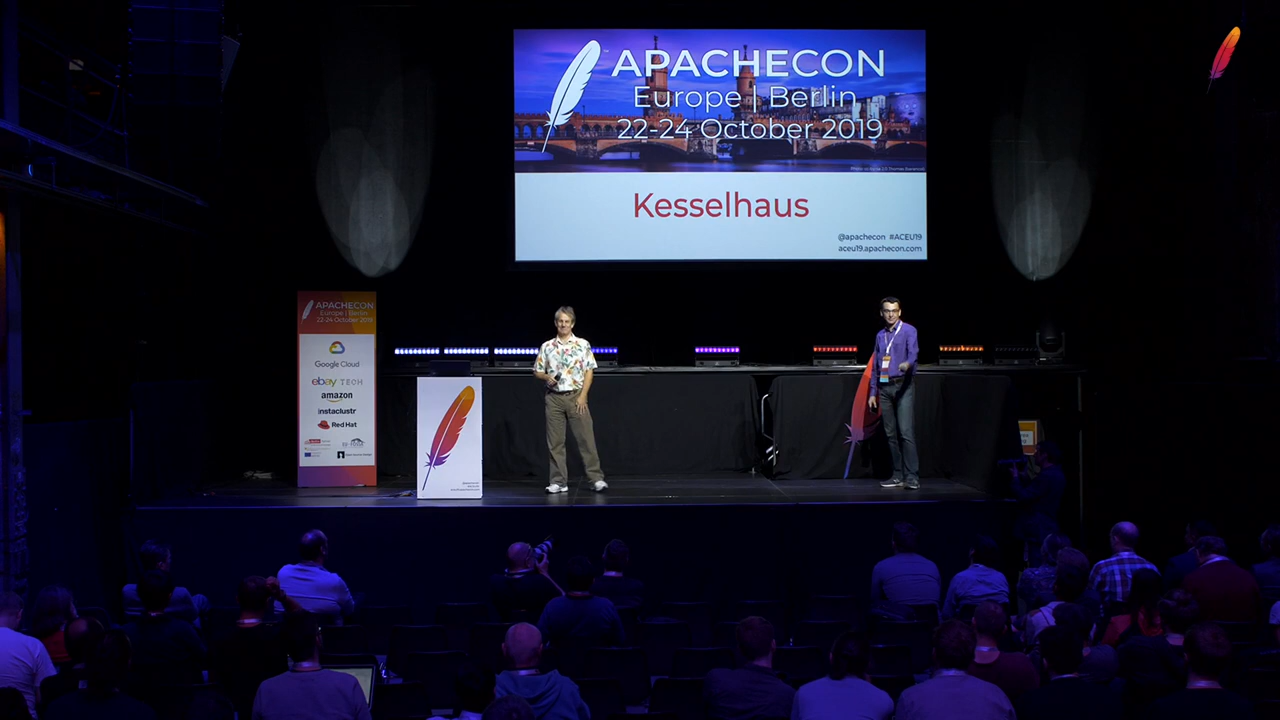 APACHECON
Europe | Berlin
22-24 October 2019
Kesselhaus
@apachecon #ACEU19
aceu19.apachecon.com
APACHECON
Europe | Berlin
22-24 October 2019
Google Cloud
ebay TECH
amazon
instaclustr
Red Hat